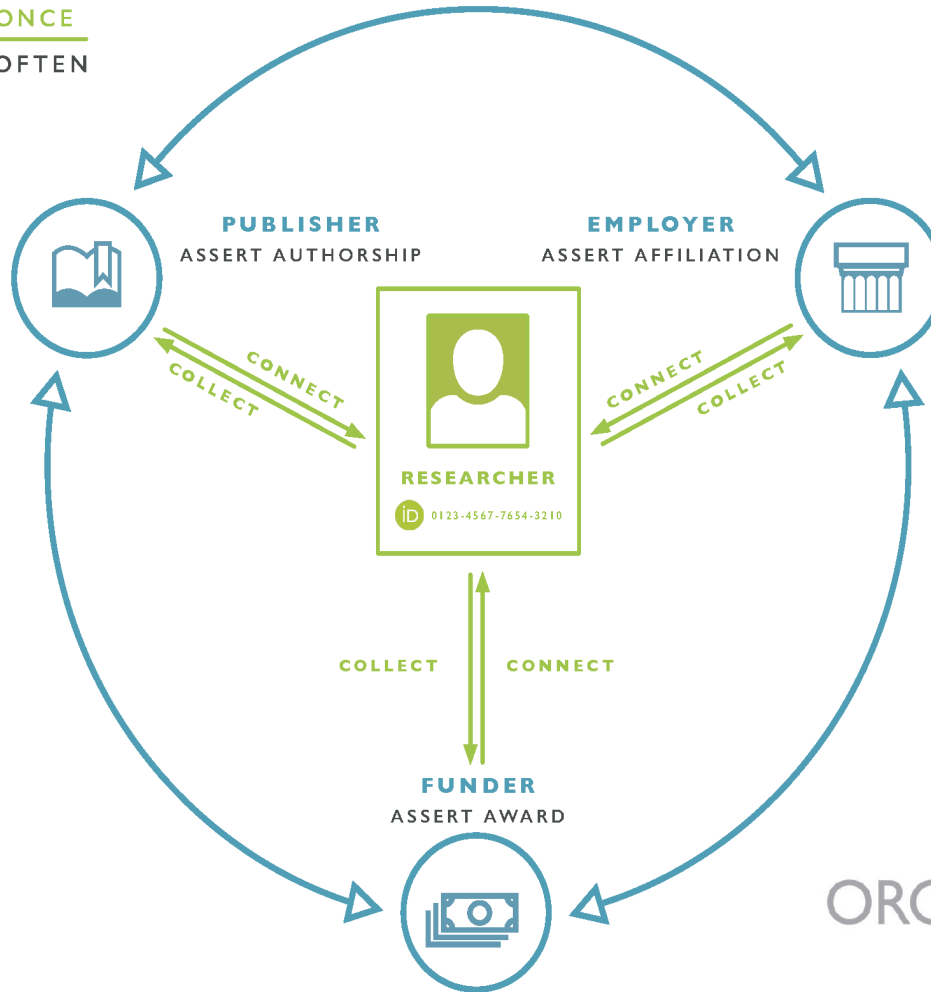 ONCE
OFTEN
PUBLISHER
ASSERT AUTHORSHIP
EMPLOYER
ASSERT AFFILIATION
CONNECT
COLLECT
CONNECT
COLLECT
RESEARCHER
iD 0123-4567-7654-3210
COLLECT
CONNECT
FUNDER
ASSERT AWARD
ORC